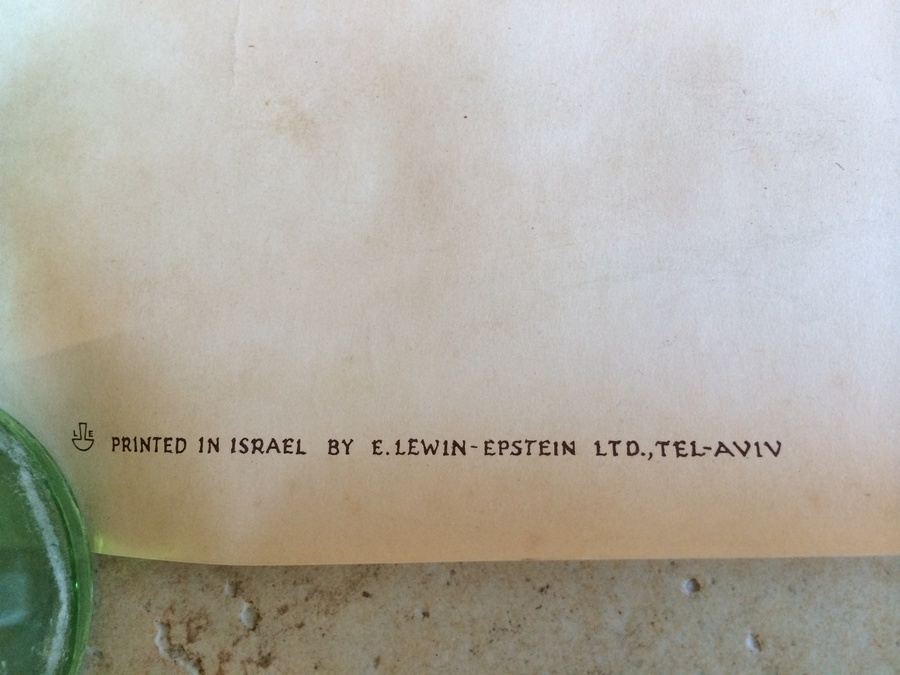 L E PRINTED IN ISRAEL BY E. LEWIN-EPSTEIN LTD., TEL-AVIV